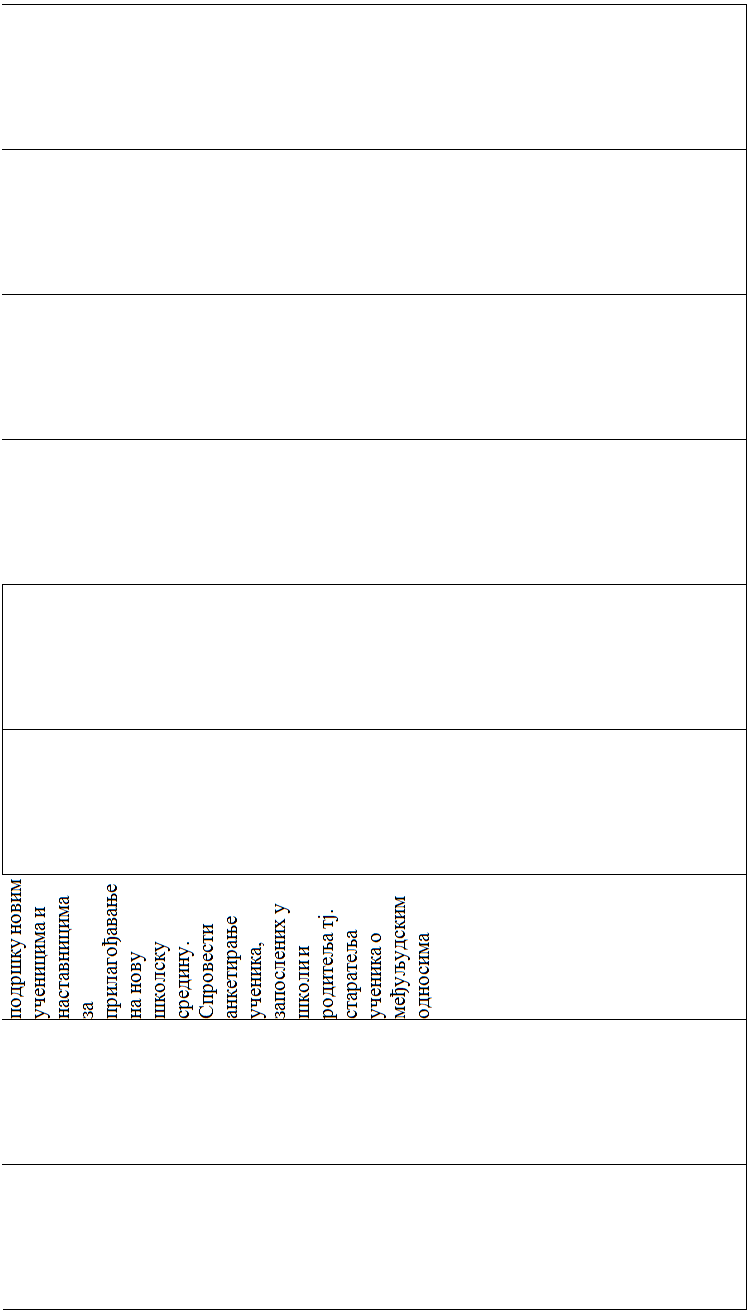 подршку новим
ученицима и
наставницима
за
прилагођавање
на нову
школску
средину.
Спровести
анкетирање
ученика,
запослених у
школи и
родитеља тј.
старатеља
ученика о
међуљудским
односима